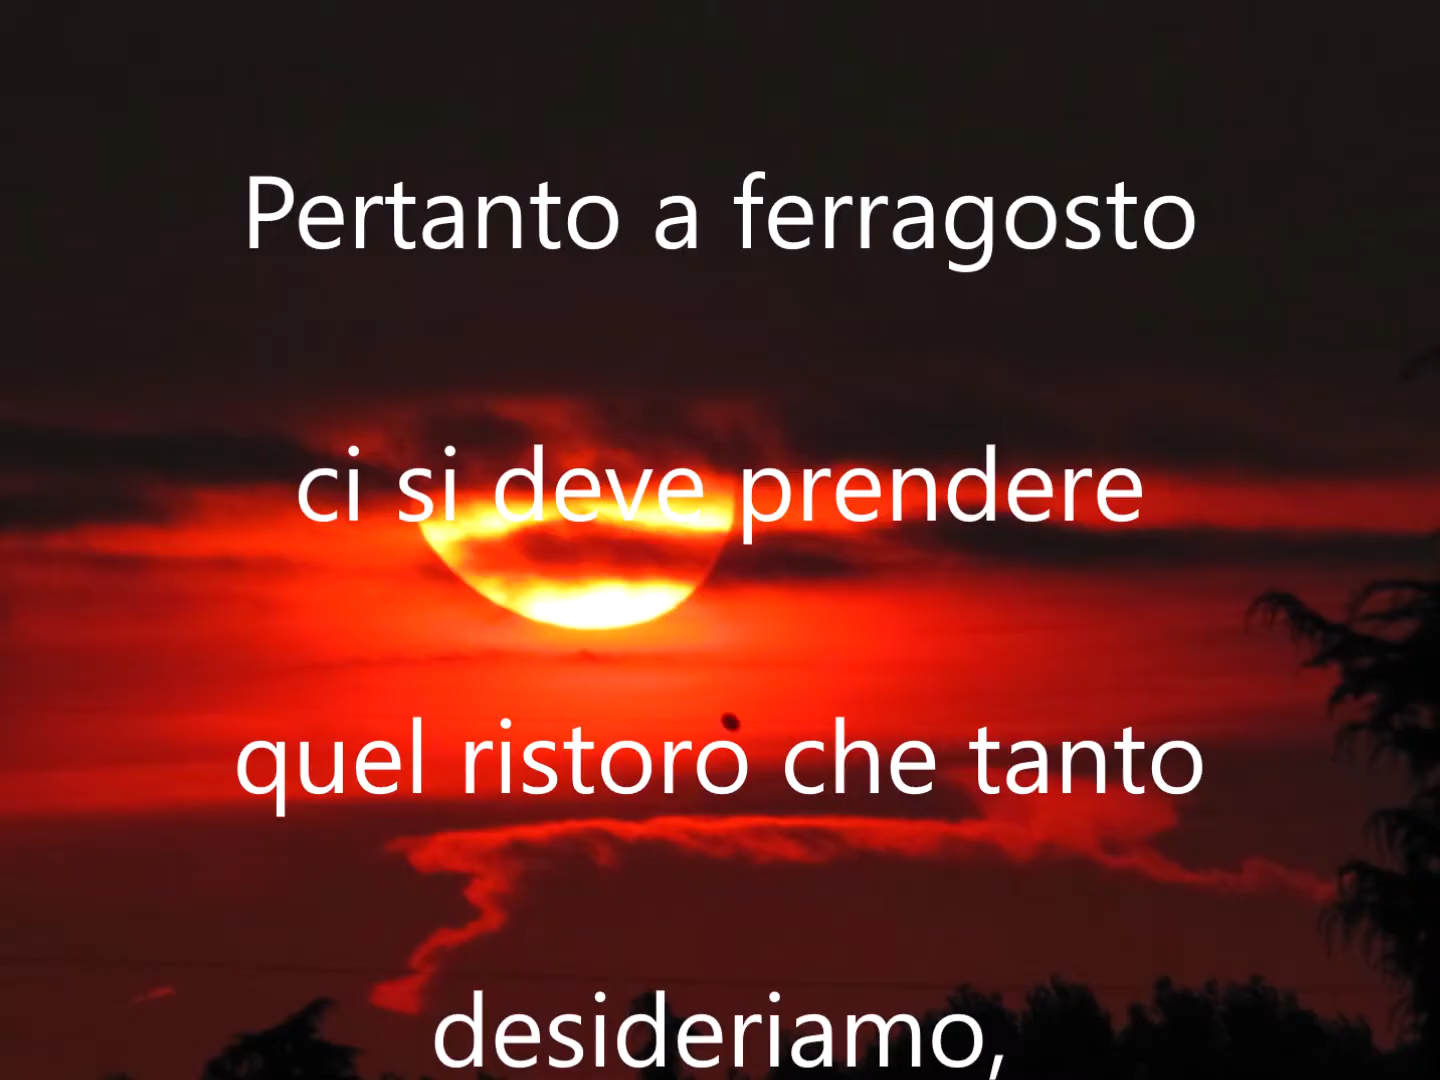 Pertanto a ferragosto
ci si deve prendere
quel ristoro che tanto
desideriamo,